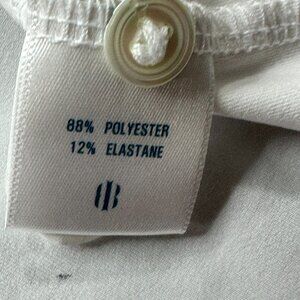 88% POLYESTER
12% ELASTANE